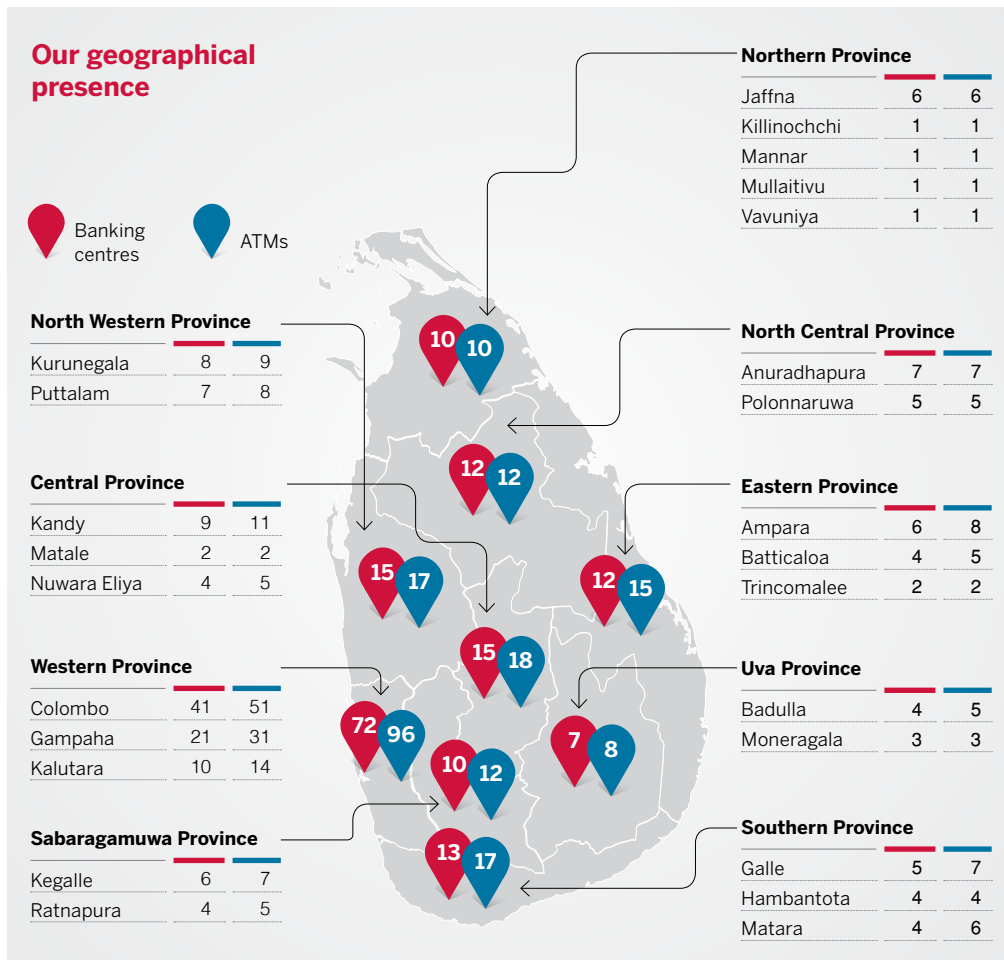 Our geographical
presence
Banking
centres
ATMs
Northern Province
Jaffna 6 6
Killinochchi 1 1
Mannar 1 1
Mullaitivu 1 1
Vavuniya 1 1
North Western Province
Kurunegala 8 9
Puttalam 7 8
North Central Province
Anuradhapura 7 7
Polonnaruwa 5 5
Central Province
Kandy 9 11
Matale 2 2
Nuwara Eliya 4 5
Eastern Province
Ampara 6 8
Batticaloa 4 5
Trincomalee 2 2
Western Province
Colombo 41 51
Gampaha 21 31
Kalutara 10 14
Uva Province
Badulla 4 5
Moneragala 3 3
Sabaragamuwa Province
Kegalle 6 7
Ratnapura 4 5
Southern Province
Galle 5 7
Hambantota 4 4
Matara 4 6
10 10
12 12
15 17
12 15
15 18
72 96
7 8
10 12
13 17